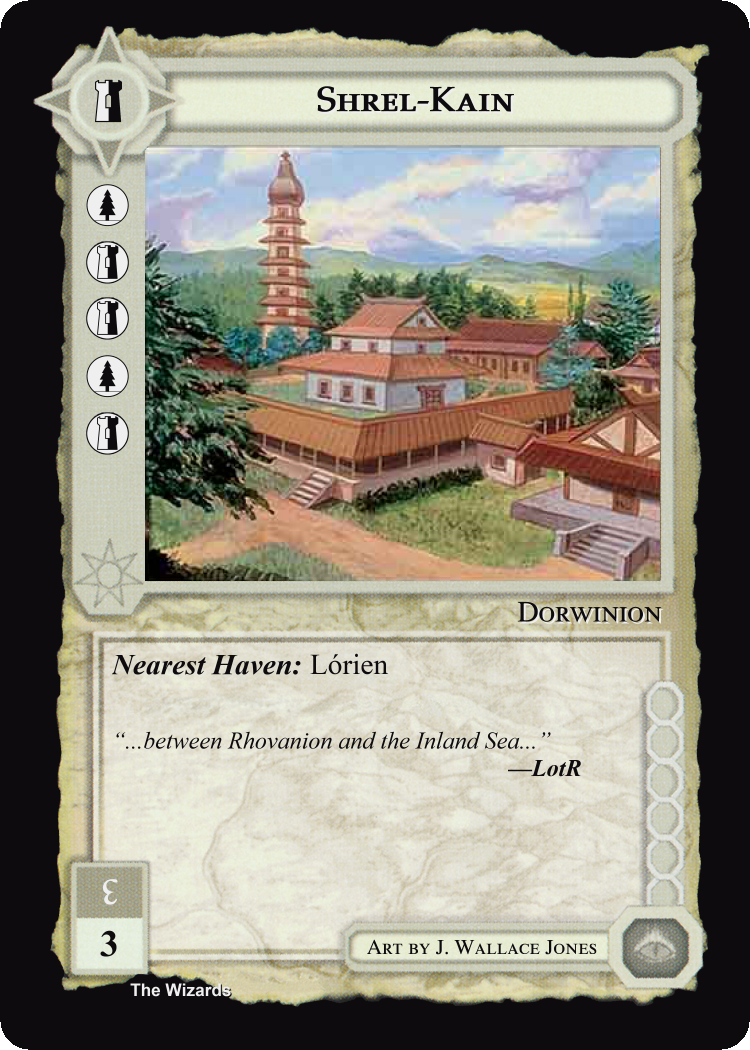 Shrel-Kain
Dorwinion
Nearest Haven: Lórien
“...between Rhovanion and the Inland Sea...”
—LotR
ε
3
Art by J. Wallace Jones
The Wizards